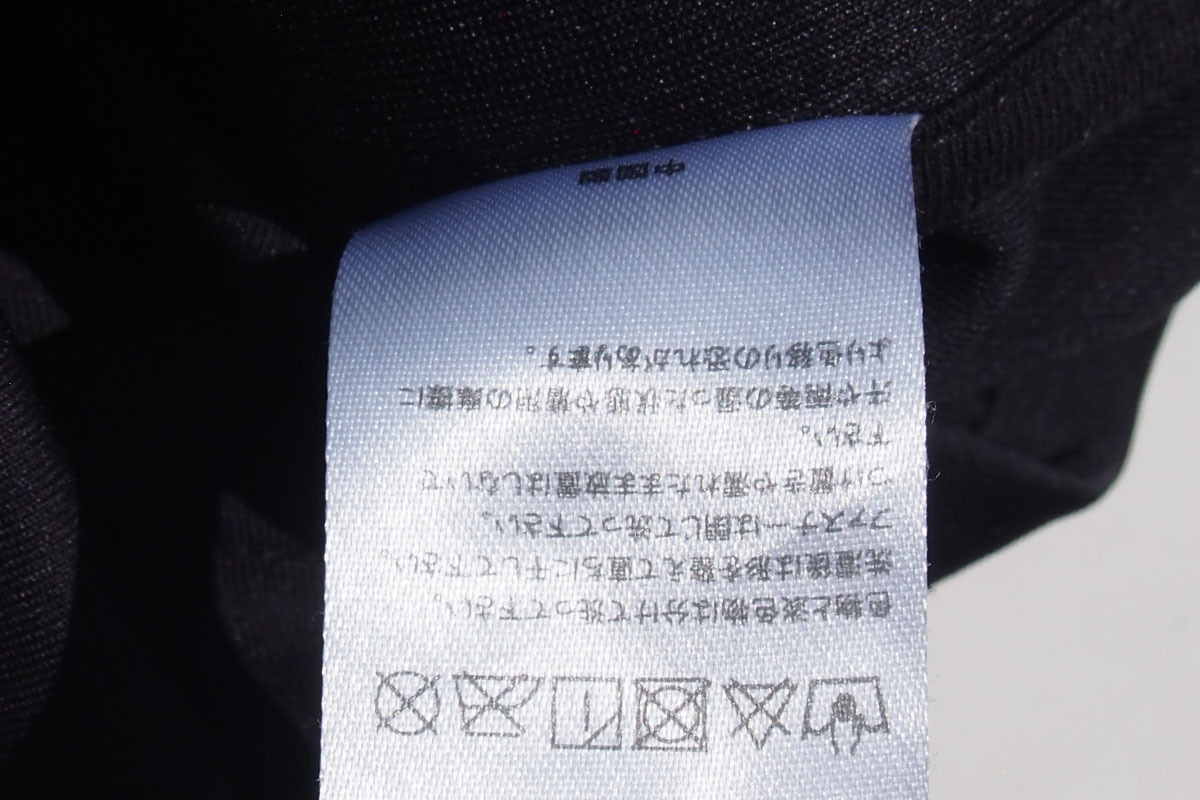 色物と淡色物は分けて洗って下さい。
洗濯後は形を整えて直ちに干して下さい。
ファスナーは閉じて洗って下さい。
つけ置きや濡れたまま放置はしないで
下さい。
汗や雨等の湿った状態や着用の摩擦に
より色移りの恐れがあります。
中国製